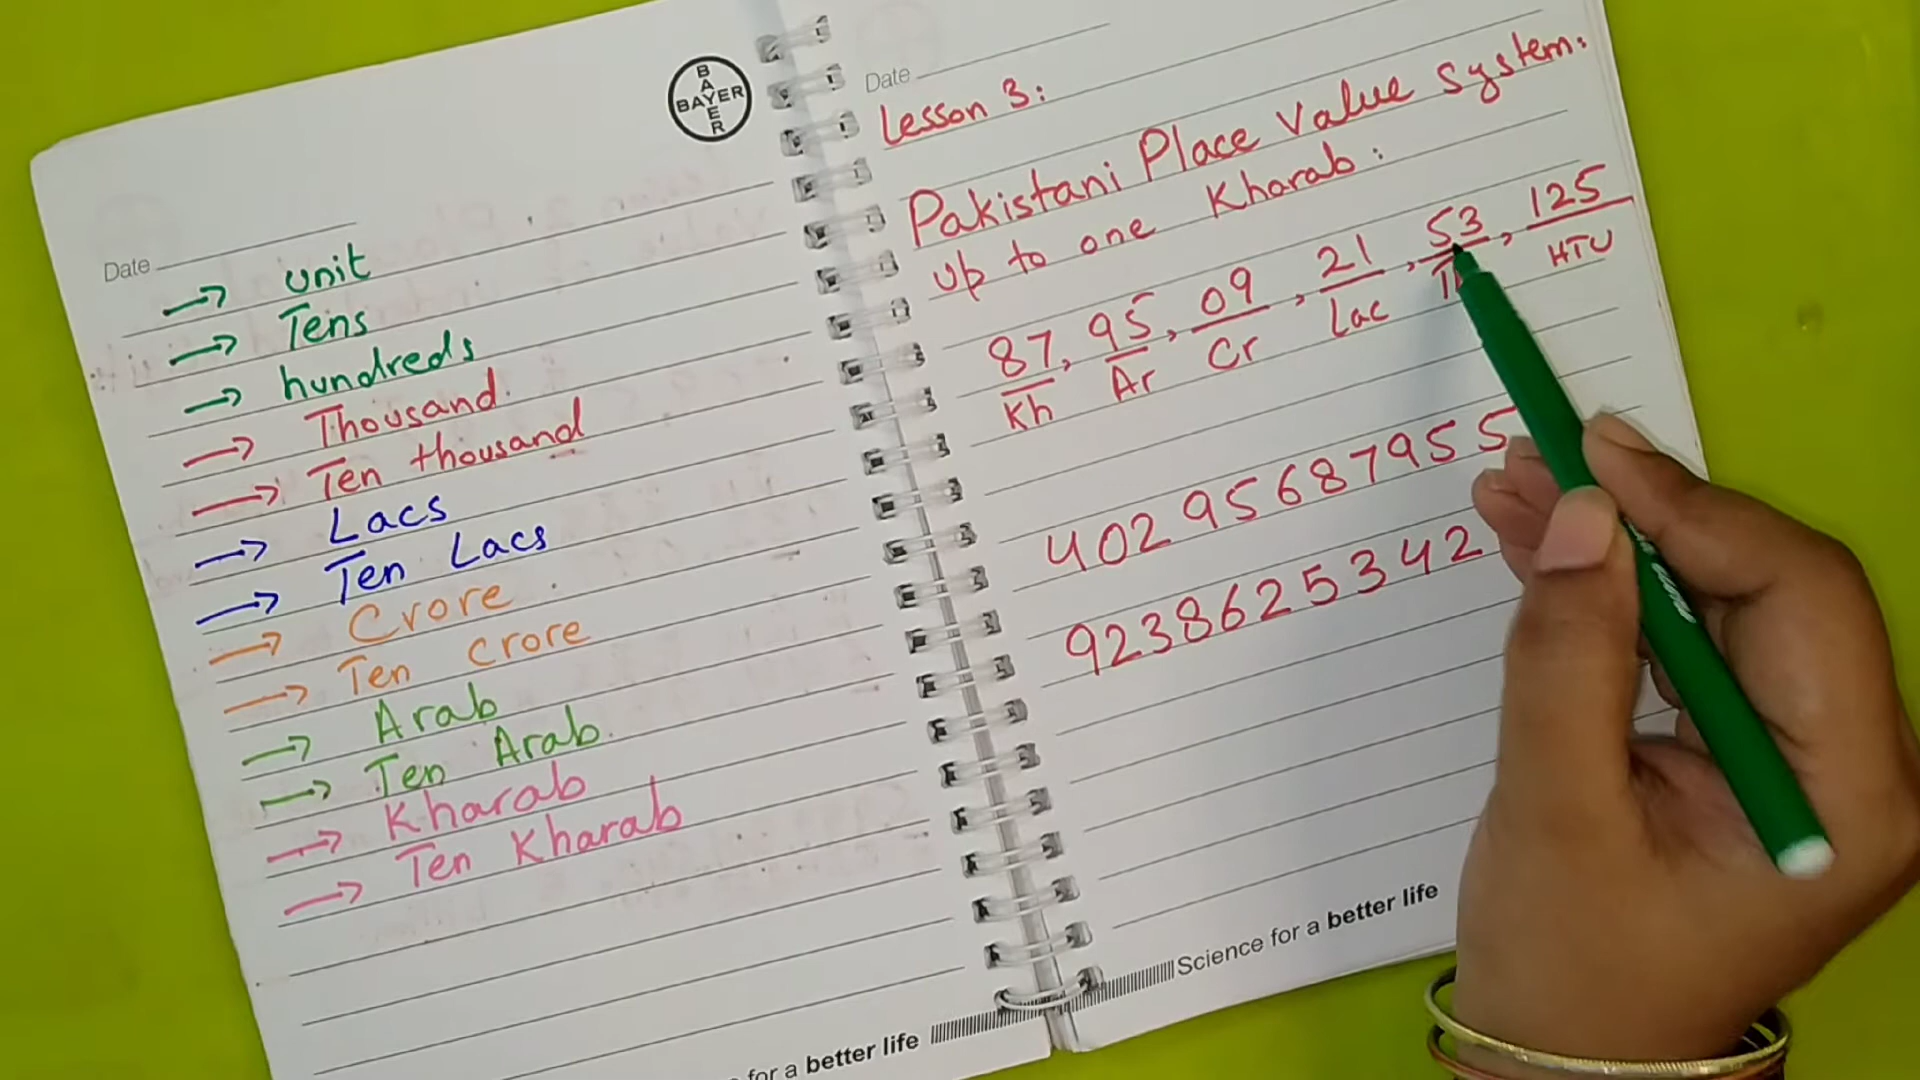 BAYER
BAYER
Date
→ unit
→ Tens
→ hundreds
→ Thousand
→ Ten thousand
→ Lacs
→ Ten Lacs
→ Crore
→ Ten crore
→ Arab
→ Ten Arab
→ Kharab
→ Ten Kharab
for a better life
Date
Lesson 3:
Pakistani Place Value System:
up to one Kharab:
87, 95, 09, 21, 53, 125
Kh Ar Cr Lac HTU
40295687955
9238625342
Science for a better life